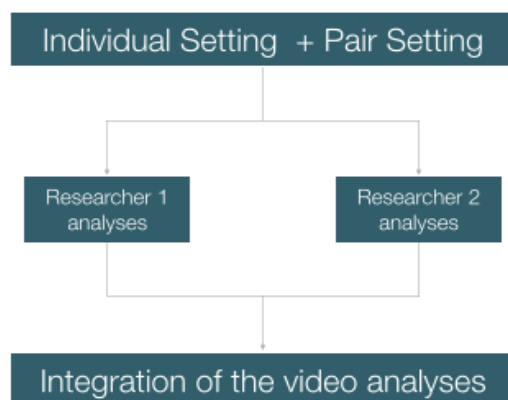 Individual Setting + Pair Setting
Researcher 1
analyses
Researcher 2
analyses
Integration of the video analyses